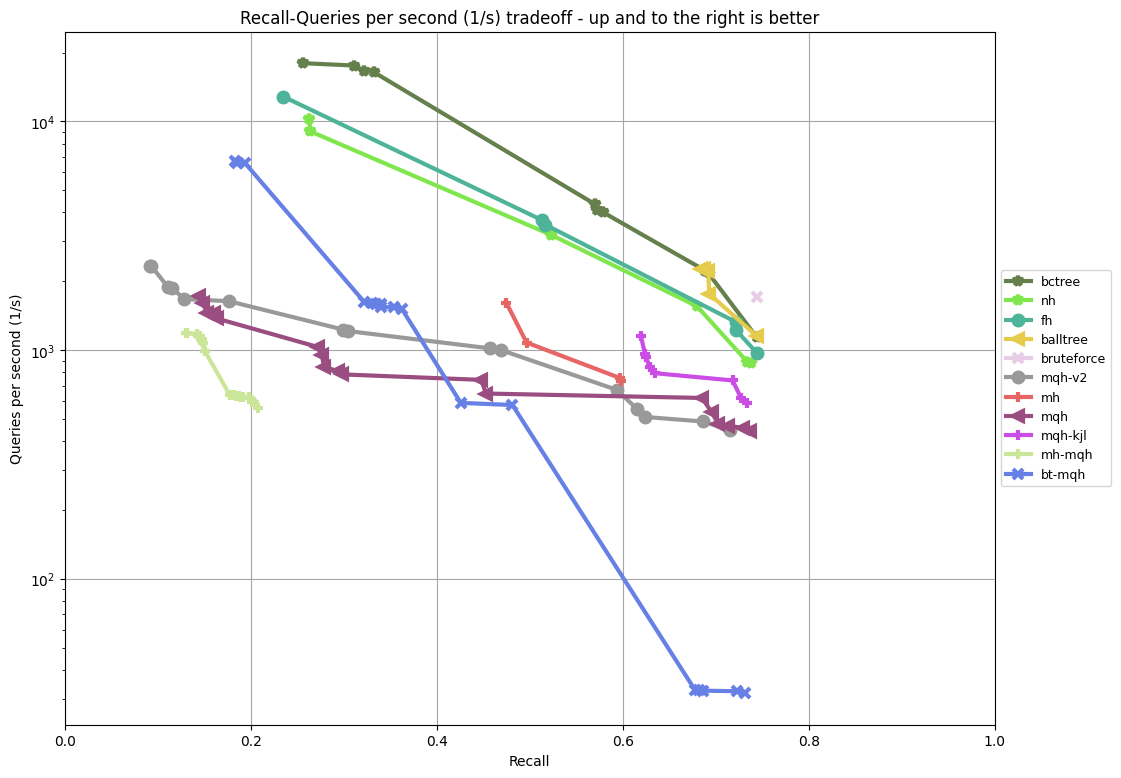 Recall-Queries per second (1/s) tradeoff - up and to the right is better
Queries per second (1/s)
10^4
10^3
10^2
0.0 0.2 0.4 0.6 0.8 1.0
Recall
bctree
nh
fh
balltree
bruteforce
mqh-v2
mh
mqh
mqh-kjl
mh-mqh
bt-mqh